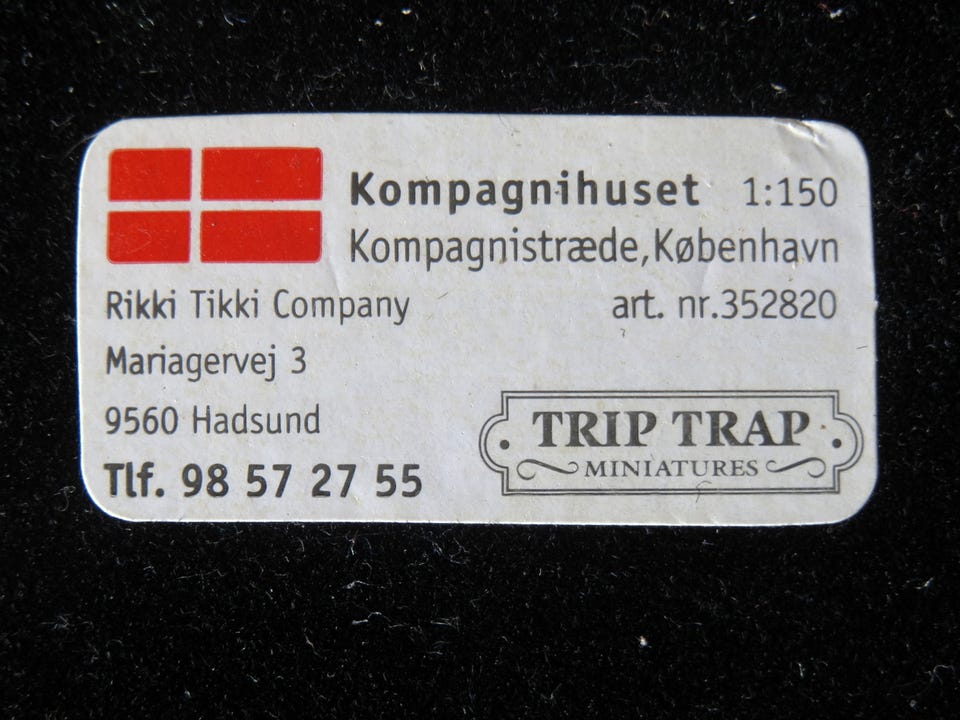 Kompagnihuset 1:150
Kompagnistræde,København
Rikki Tikki Company art. nr.352820
Mariagervej 3
9560 Hadsund
Tlf. 98 57 27 55
TRIP TRAP
MINIATURES